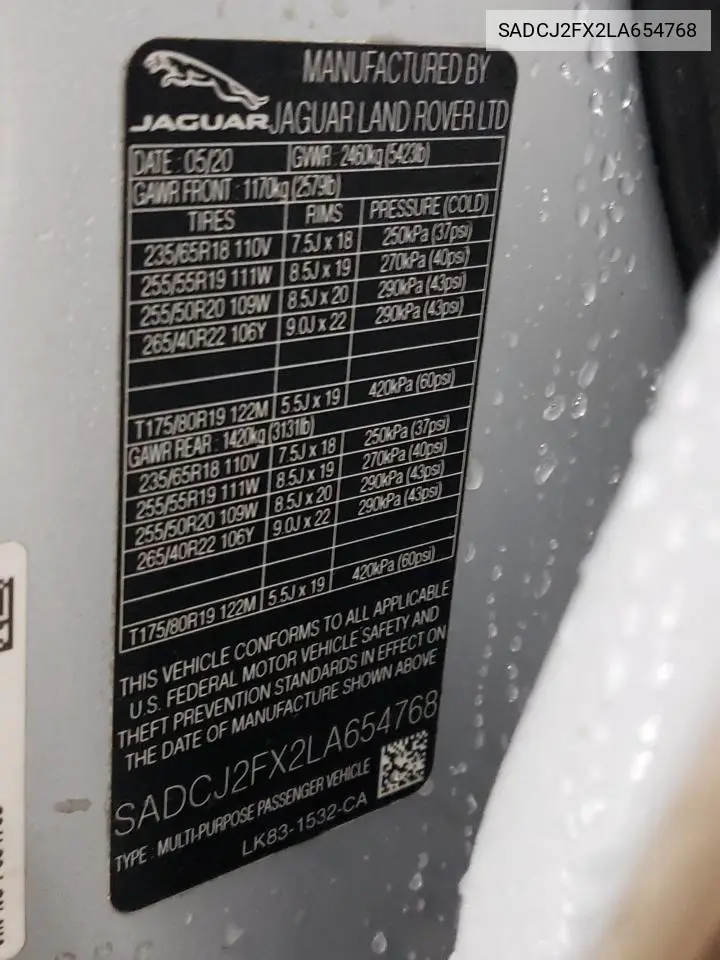 SADCJ2FX2LA654768
MANUFACTURED BY
JAGUAR JAGUAR LAND ROVER LTD
DATE : 05/20 GVWR : 2460kg (5423lb)
GAWR FRONT : 1170kg (2579lb)
TIRES RIMS PRESSURE (COLD)
235/65R18 110V 7.5J x 18 250kPa (37psi)
255/55R19 111W 8.5J x 19 270kPa (40psi)
255/50R20 109W 8.5J x 20 290kPa (43psi)
265/40R22 106Y 9.0J x 22 290kPa (43psi)
T175/80R19 122M 5.5J x 19 420kPa (60psi)
GAWR REAR : 1420kg (3131lb)
235/65R18 110V 7.5J x 18 250kPa (37psi)
255/55R19 111W 8.5J x 19 270kPa (40psi)
255/50R20 109W 8.5J x 20 290kPa (43psi)
265/40R22 106Y 9.0J x 22 290kPa (43psi)
T175/80R19 122M 5.5J x 19 420kPa (60psi)
THIS VEHICLE CONFORMS TO ALL APPLICABLE
U.S. FEDERAL MOTOR VEHICLE SAFETY AND
THEFT PREVENTION STANDARDS IN EFFECT ON
THE DATE OF MANUFACTURE SHOWN ABOVE
SADCJ2FX2LA654768
TYPE : MULTI-PURPOSE PASSENGER VEHICLE
LK83-1532-CA